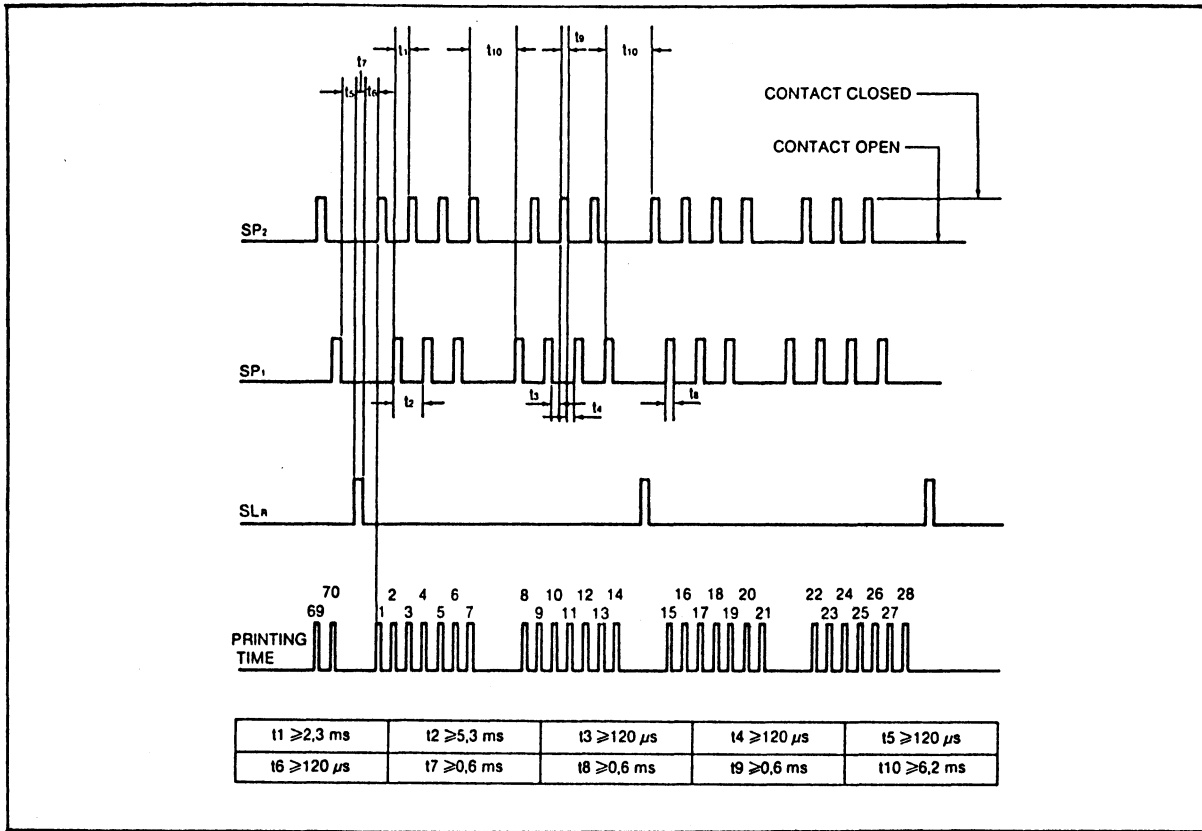 t₉
t₁
t₁₀
t₁₀
t₇
t₅
t₆
CONTACT CLOSED
CONTACT OPEN
SP₂
SP₁
t₂
t₃
t₄
t₈
SLR
2 4 6 8 10 12 14 16 18 20 22 24 26 28
70
69 1 3 5 7 9 11 13 15 17 19 21 23 25 27
PRINTING
TIME
t1 ⩾2,3 ms t2 ⩾5,3 ms t3 ⩾120 µs t4 ⩾120 µs t5 ⩾120 µs
t6 ⩾120 µs t7 ⩾0,6 ms t8 ⩾0,6 ms t9 ⩾0,6 ms t10 ⩾6,2 ms